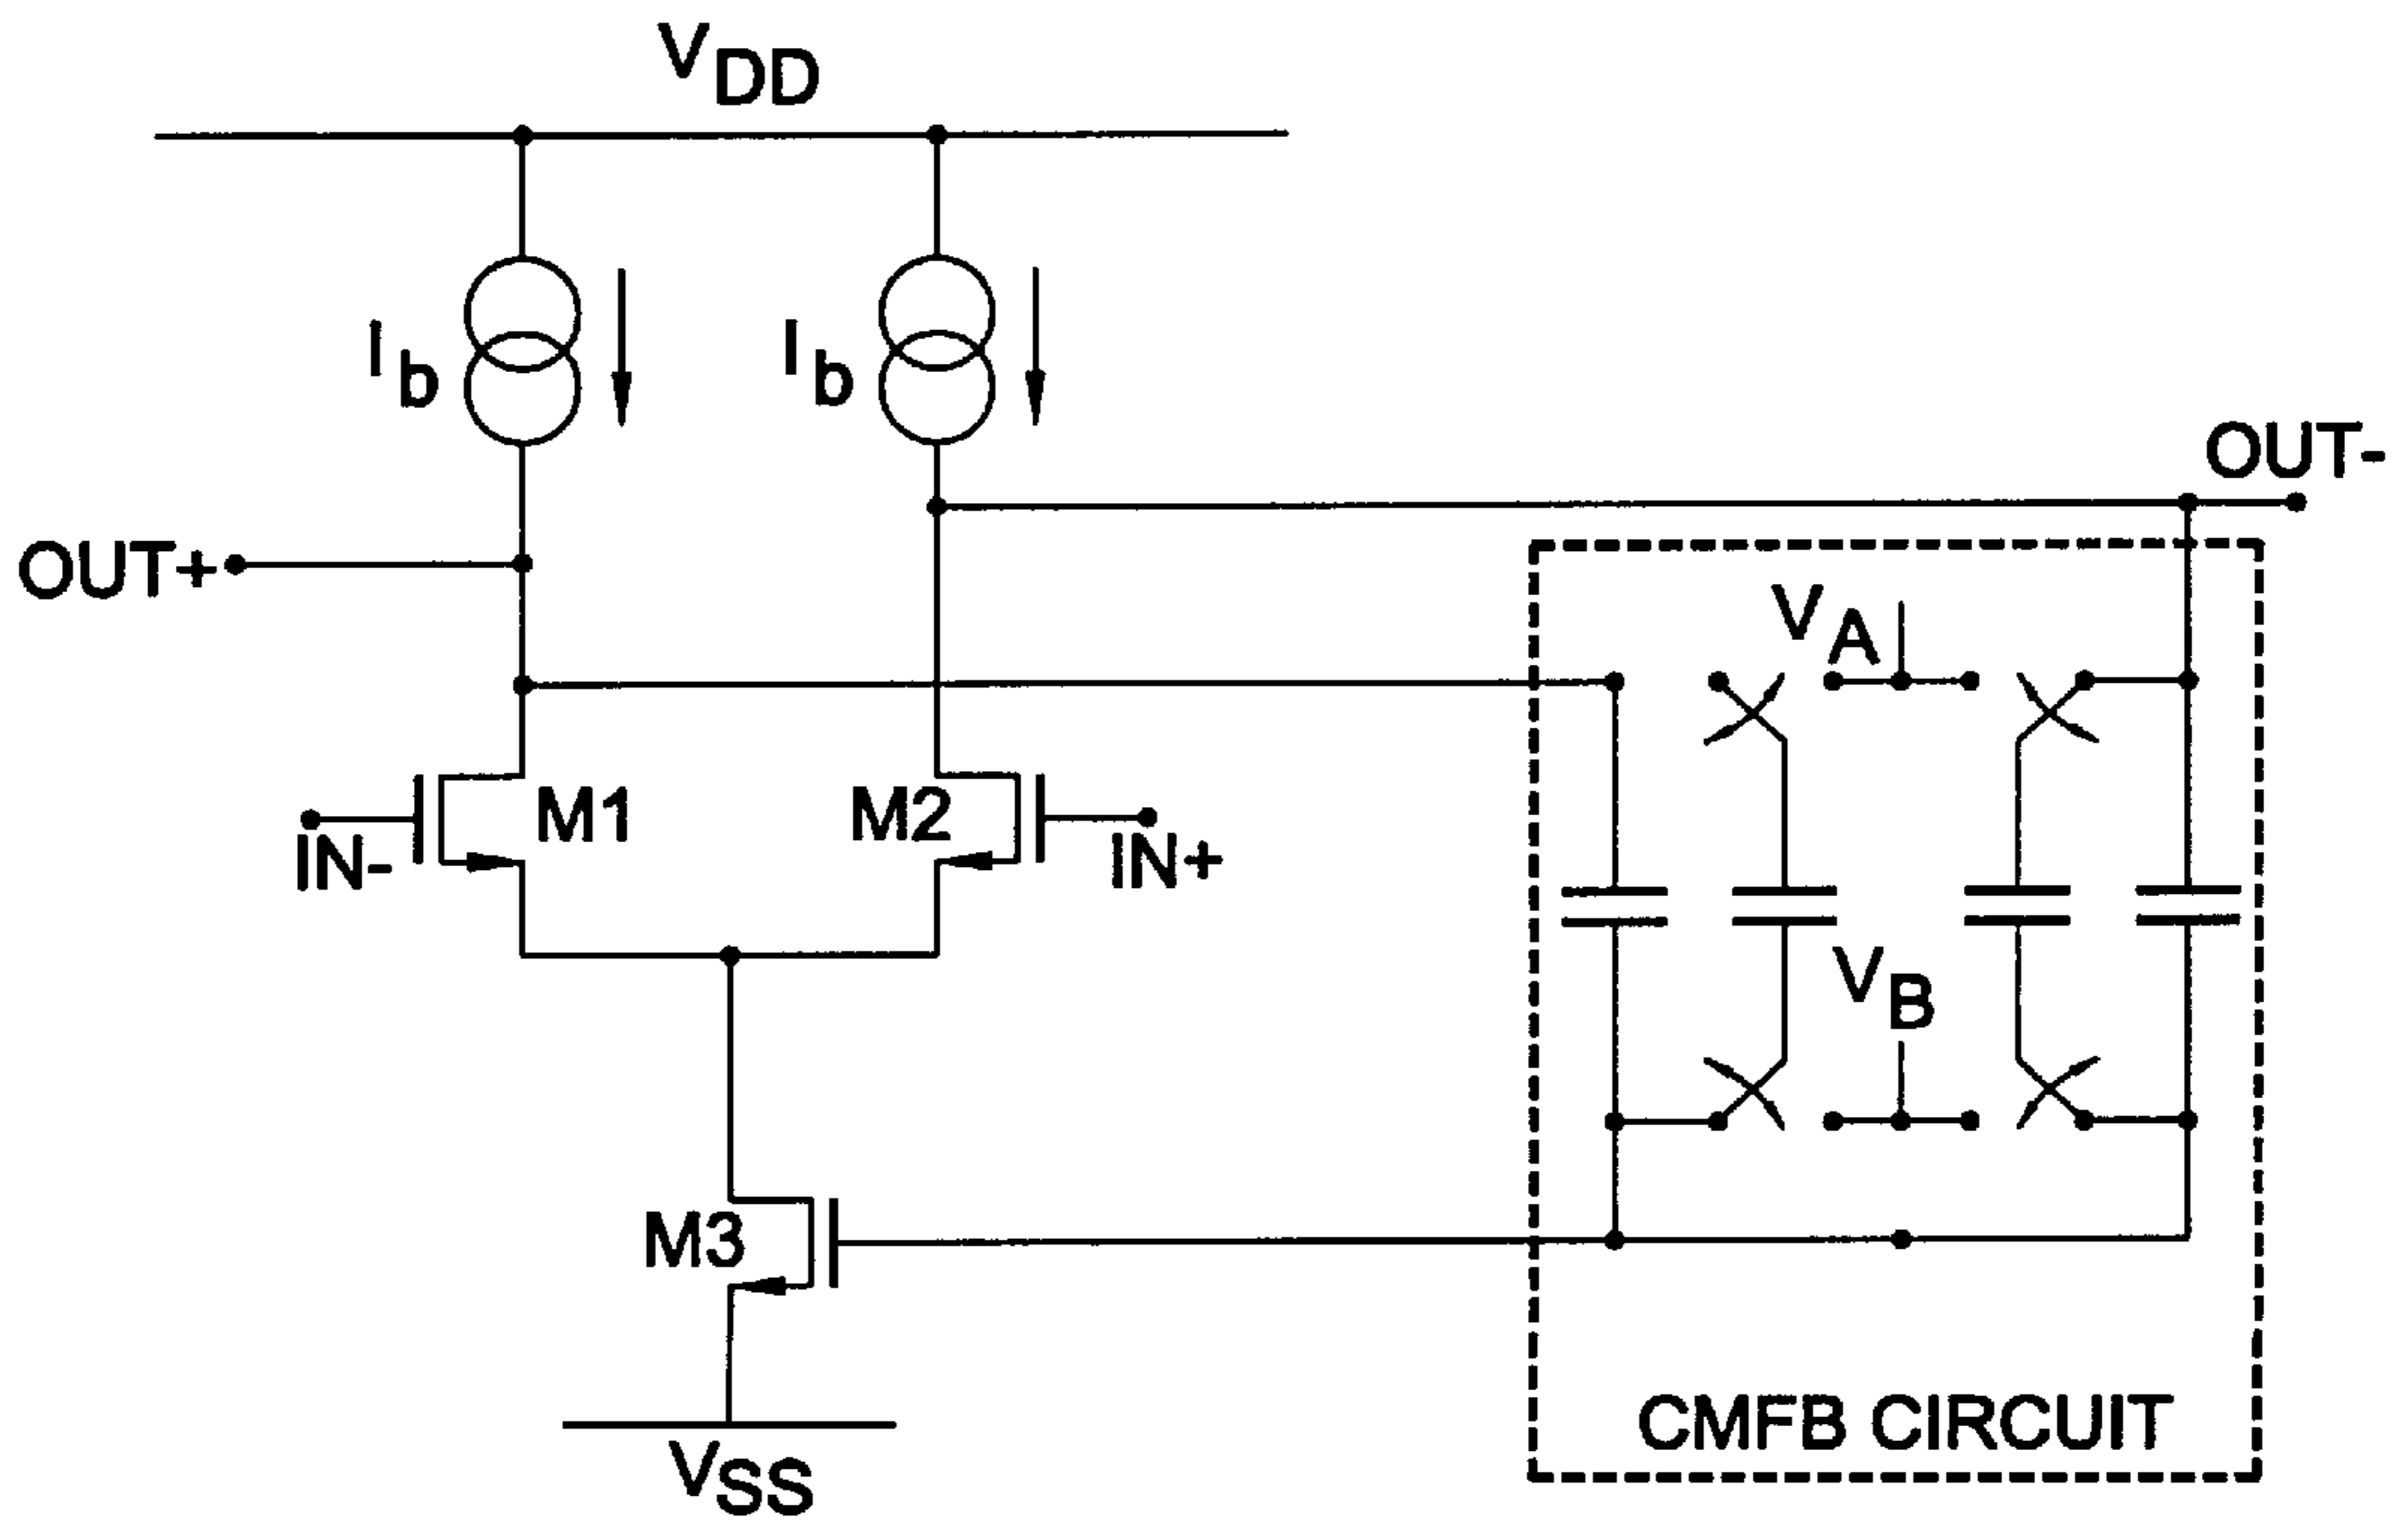 VDD
Ib
Ib
OUT-
OUT+
VA
M1
M2
IN-
IN+
VB
M3
CMFB CIRCUIT
VSS